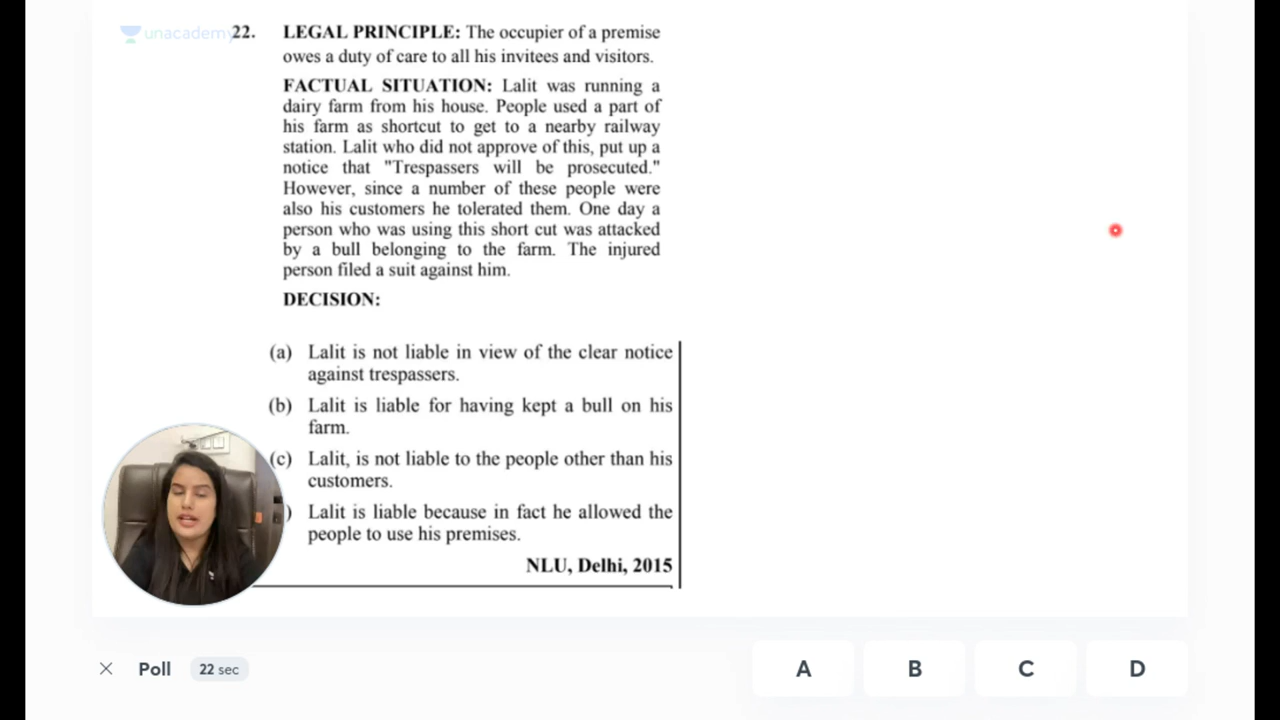 unacademy
22. LEGAL PRINCIPLE: The occupier of a premise
owes a duty of care to all his invitees and visitors.
FACTUAL SITUATION: Lalit was running a
dairy farm from his house. People used a part of
his farm as shortcut to get to a nearby railway
station. Lalit who did not approve of this, put up a
notice that "Trespassers will be prosecuted."
However, since a number of these people were
also his customers he tolerated them. One day a
person who was using this short cut was attacked
by a bull belonging to the farm. The injured
person filed a suit against him.
DECISION:
(a) Lalit is not liable in view of the clear notice
against trespassers.
(b) Lalit is liable for having kept a bull on his
farm.
(c) Lalit, is not liable to the people other than his
customers.
) Lalit is liable because in fact he allowed the
people to use his premises.
NLU, Delhi, 2015
Poll 22 sec A B C D